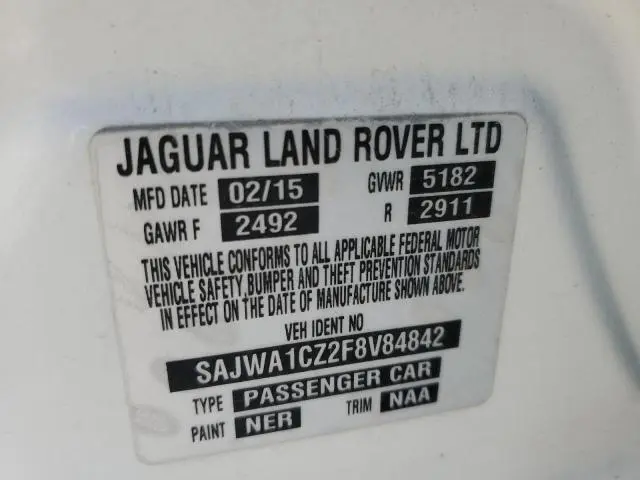 JAGUAR LAND ROVER LTD
MFD DATE 02/15 GVWR 5182
GAWR F 2492 R 2911
THIS VEHICLE CONFORMS TO ALL APPLICABLE FEDERAL MOTOR
VEHICLE SAFETY, BUMPER AND THEFT PREVENTION STANDARDS
IN EFFECT ON THE DATE OF MANUFACTURE SHOWN ABOVE.
VEH IDENT NO
SAJWA1CZ2F8V84842
TYPE PASSENGER CAR
PAINT NER TRIM NAA